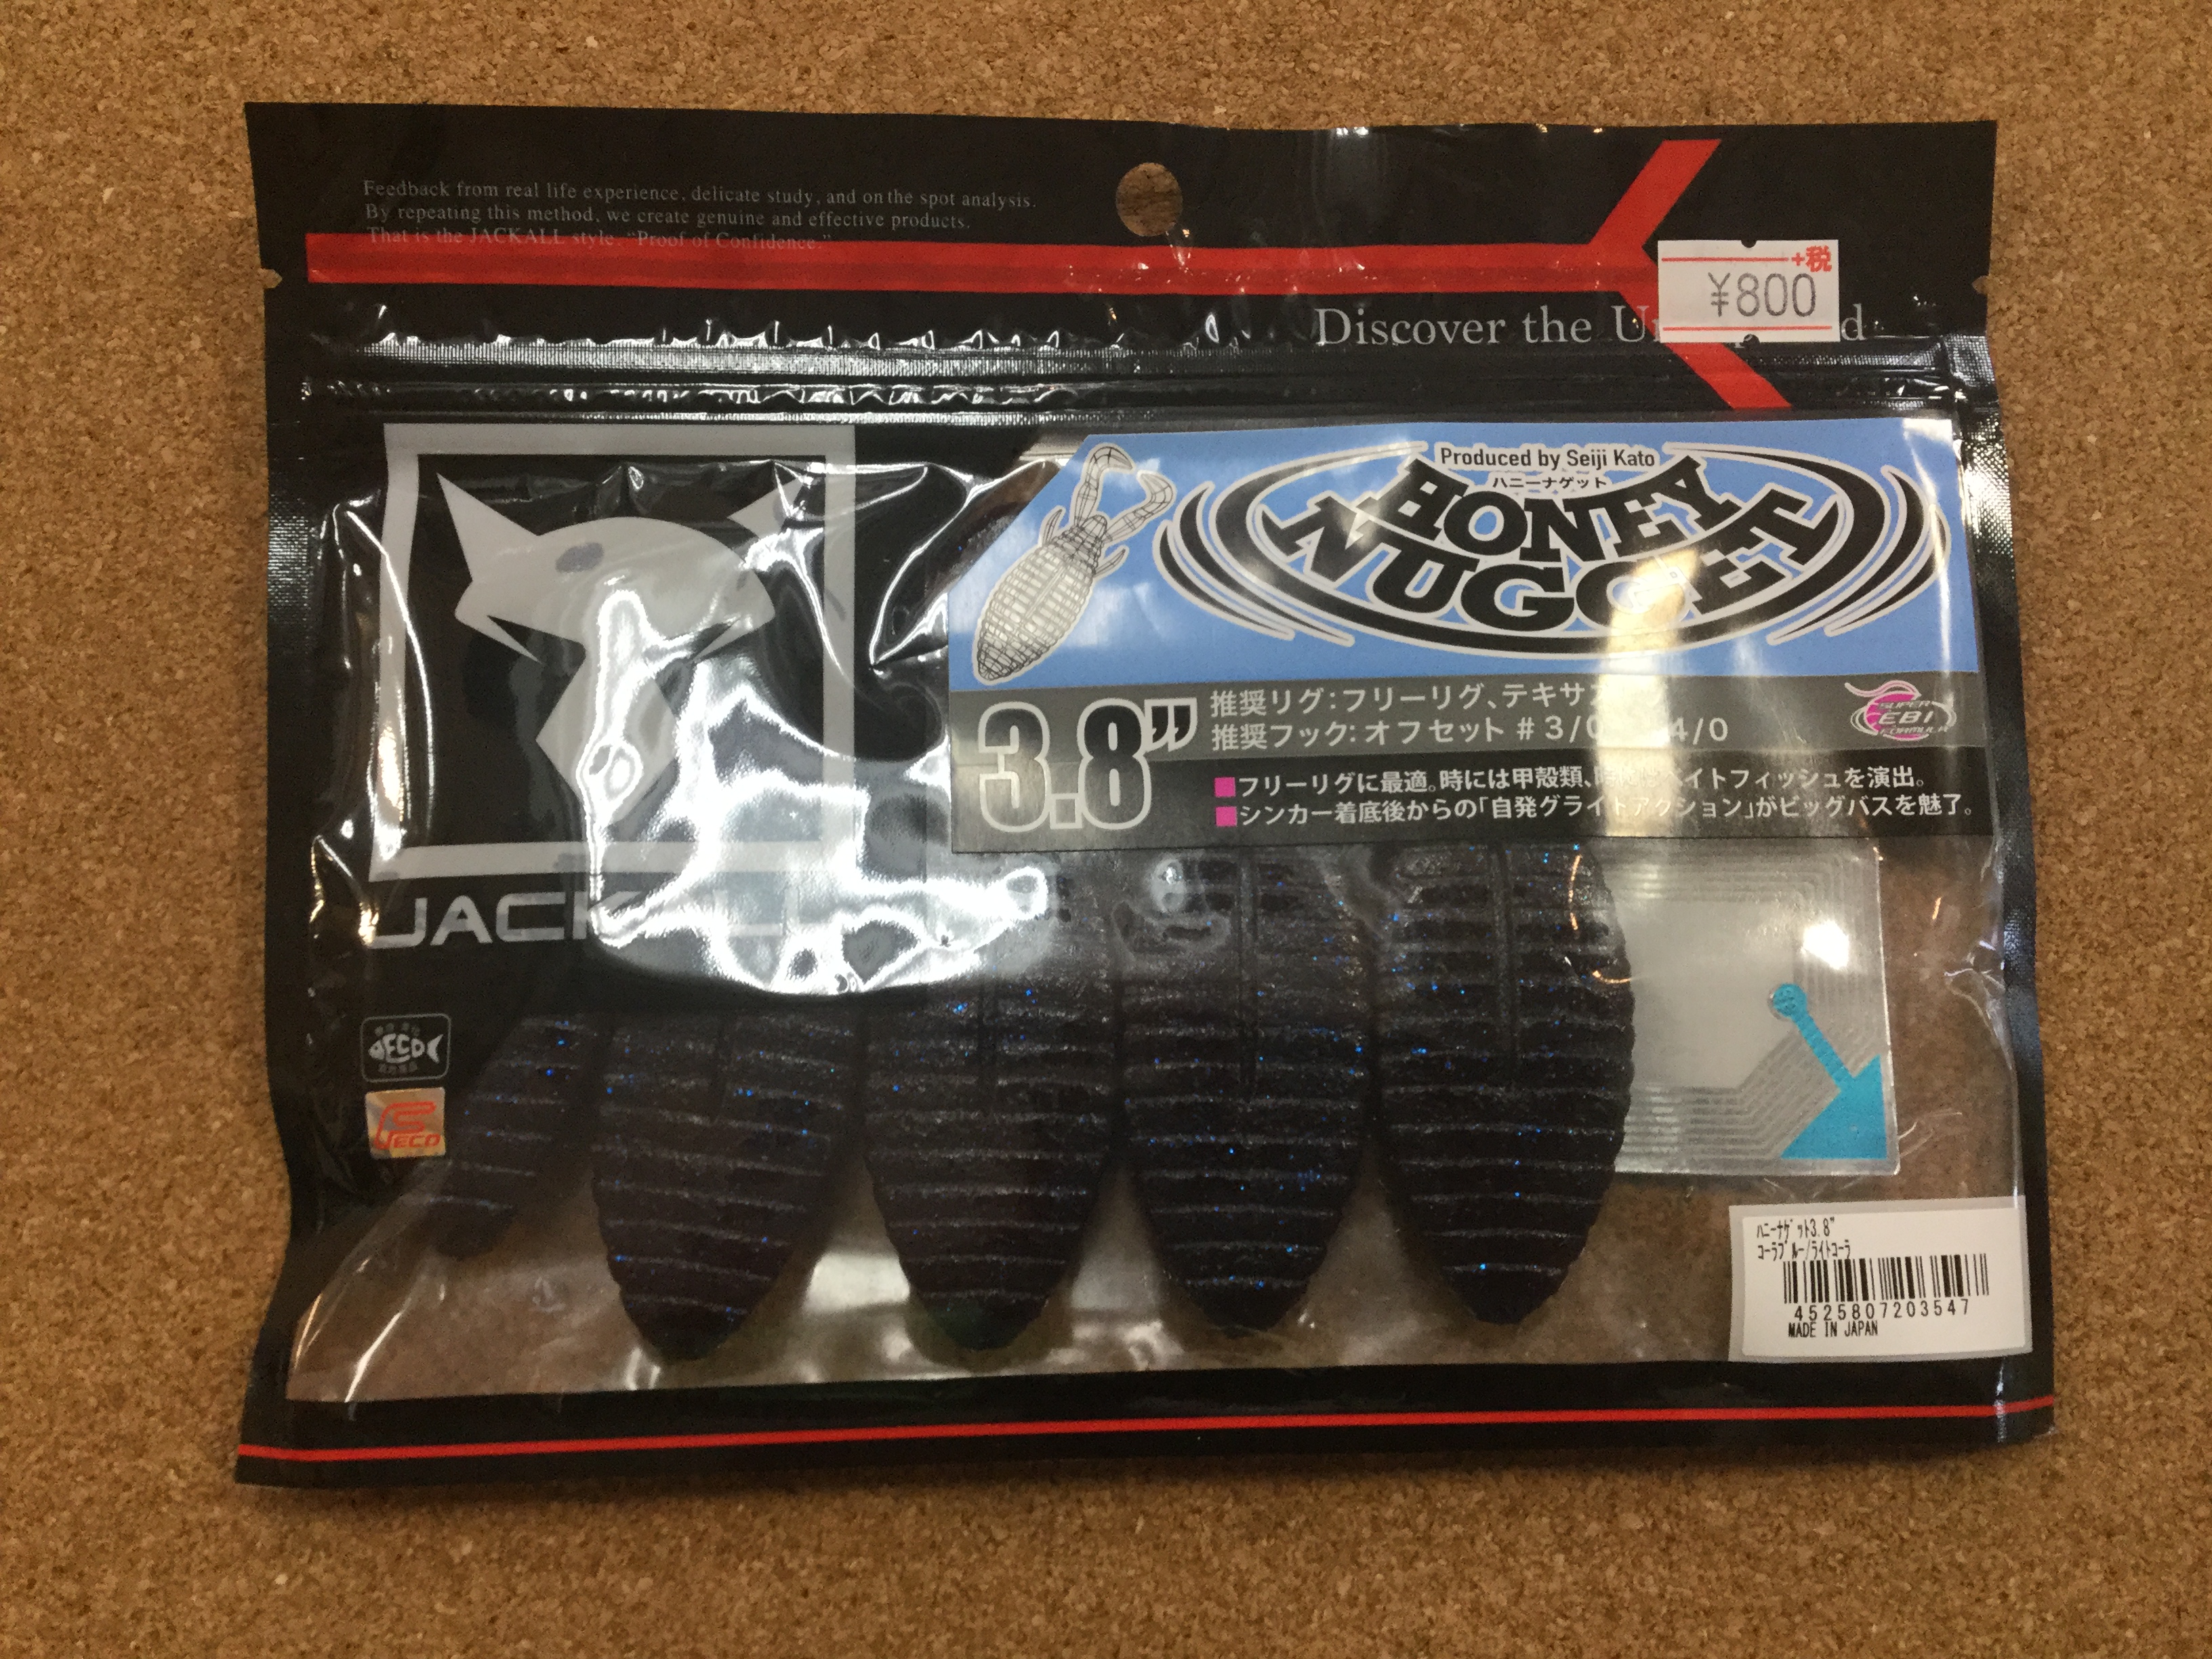 Feedback from real life experience, delicate study, and on the spot analysis.
By repeating this method, we create genuine and effective products.
That is the JACKALL style. "Proof of Confidence."
+税
¥800
Discover the
Produced by Seiji Kato
ハニーナゲット
HONEY
NUGGET
3.8”
推奨リグ:フリーリグ、テキサス
推奨フック:オフセット #3/0 4/0
SUPER
EBI
FORMULA
■フリーリグに最適。時には甲殻類、ベイトフィッシュを演出。
■シンカー着底後からの「自発グライドアクション」がビッグバスを魅了。
JACKALL
ECO
ECO
ハニーナゲット3.8"
コーラブルー/ライトコーラ
4525807203547
MADE IN JAPAN